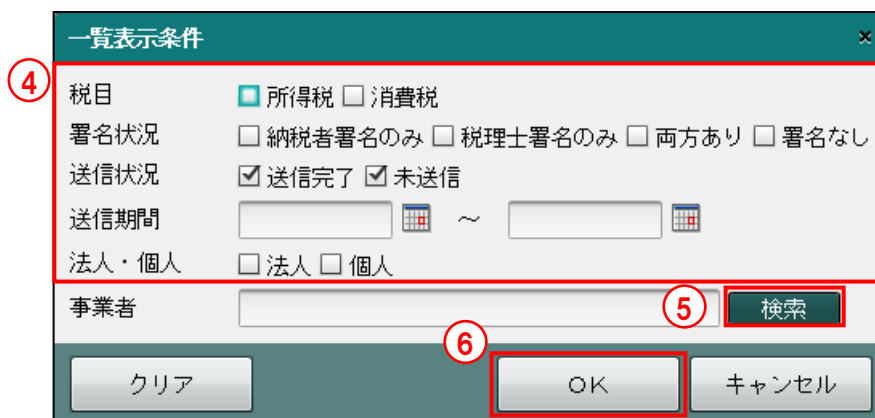 一覧表示条件 ×
④
税目 所得税 消費税
署名状況 納税者署名のみ 税理士署名のみ 両方あり 署名なし
送信状況 送信完了 未送信
送信期間 ～
法人・個人 法人 個人
事業者 ⑤ 検索
⑥
クリア OK キャンセル